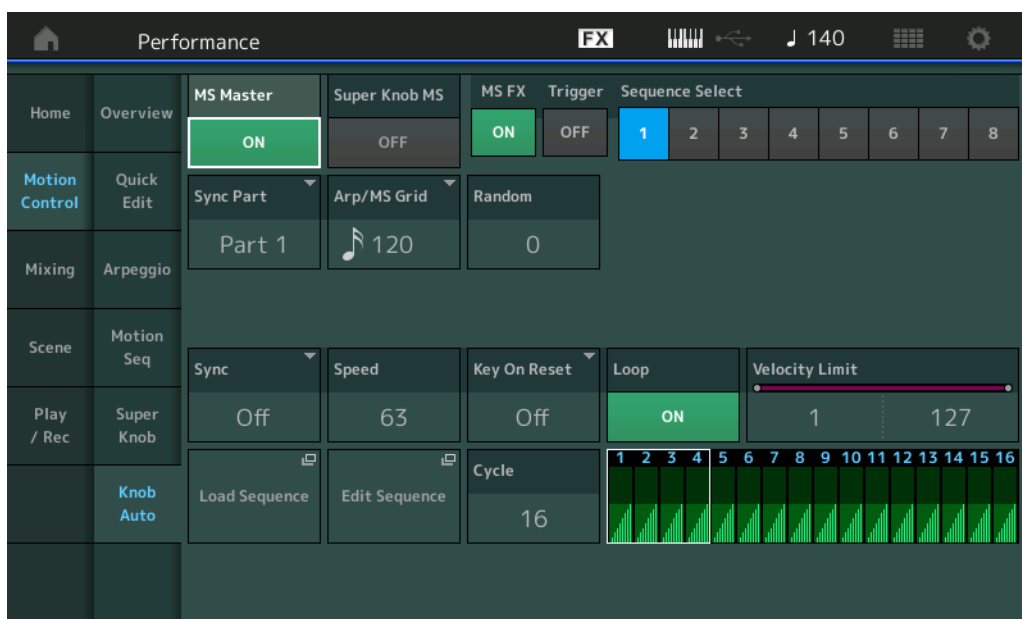 Performance FX 140
MS Master Super Knob MS MS FX Trigger Sequence Select
Home Overview
ON OFF ON OFF 1 2 3 4 5 6 7 8
Motion Quick
Control Edit
Sync Part Arp/MS Grid Random
Part 1 120 0
Mixing Arpeggio
Scene Motion
Seq
Sync Speed Key On Reset Loop Velocity Limit
Play Super
/ Rec Knob
Off 63 Off ON 1 127
1 2 3 4 5 6 7 8 9 10 11 12 13 14 15 16
Cycle
Knob
Auto
Load Sequence Edit Sequence
16